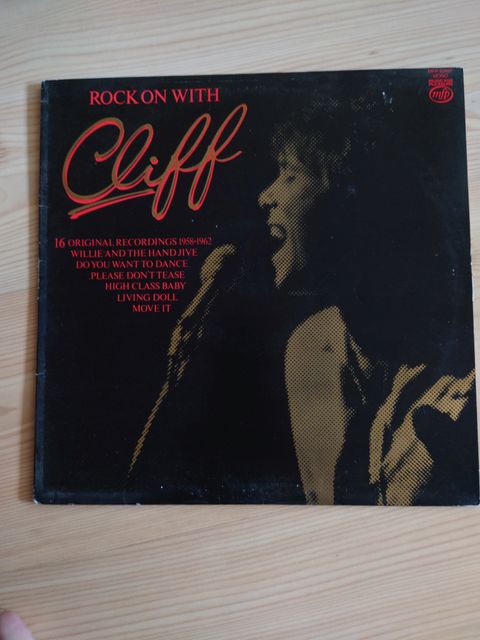 ROCK ON WITH
Cliff
16 ORIGINAL RECORDINGS 1958-1962
WILLIE AND THE HAND JIVE
DO YOU WANT TO DANCE
PLEASE DON'T TEASE
HIGH CLASS BABY
LIVING DOLL
MOVE IT
MONO
mfp